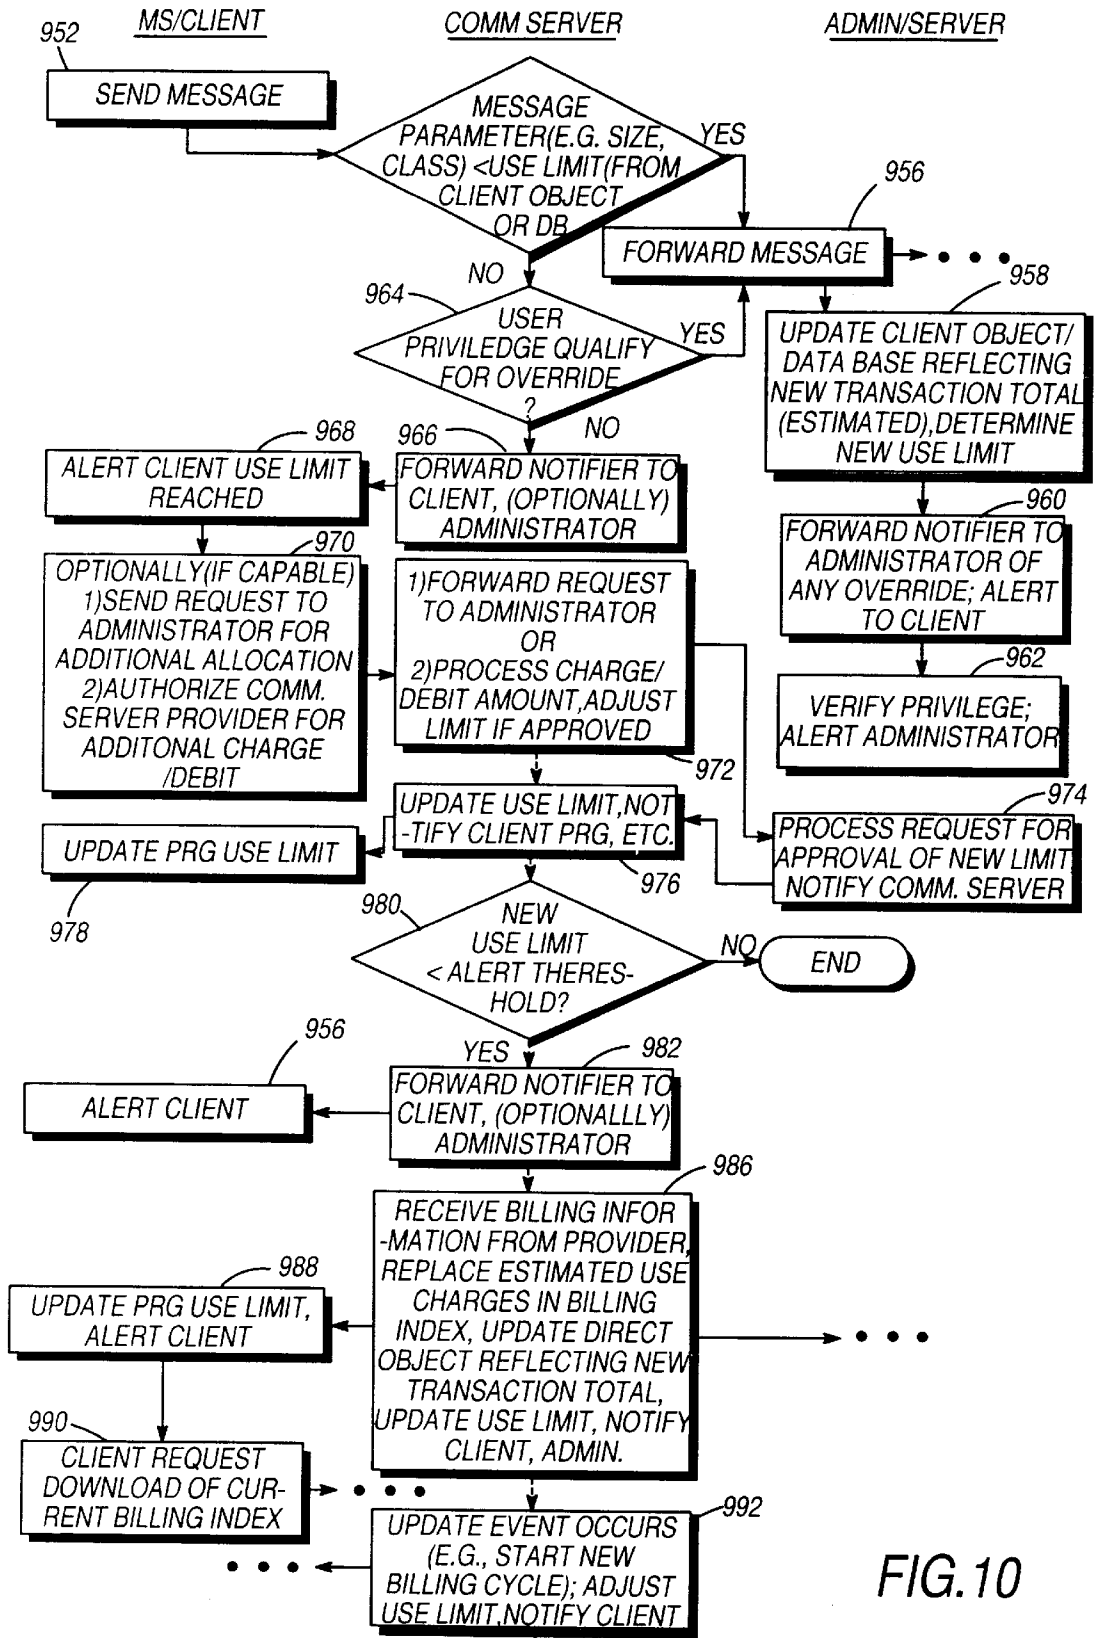 MS/CLIENT
COMM SERVER
ADMIN/SERVER
952
SEND MESSAGE
MESSAGE
PARAMETER(E.G. SIZE,
CLASS) <USE LIMIT(FROM
CLIENT OBJECT
OR DB
YES
NO
956
FORWARD MESSAGE
958
UPDATE CLIENT OBJECT/
DATA BASE REFLECTING
NEW TRANSACTION TOTAL
(ESTIMATED),DETERMINE
NEW USE LIMIT
964
USER
PRIVILEDGE QUALIFY
FOR OVERRIDE
?
YES
NO
966
FORWARD NOTIFIER TO
CLIENT, (OPTIONALLY)
ADMINISTRATOR
968
ALERT CLIENT USE LIMIT
REACHED
960
FORWARD NOTIFIER TO
ADMINISTRATOR OF
ANY OVERRIDE; ALERT
TO CLIENT
970
OPTIONALLY(IF CAPABLE)
1)SEND REQUEST TO
ADMINISTRATOR FOR
ADDITIONAL ALLOCATION
2)AUTHORIZE COMM.
SERVER PROVIDER FOR
ADDITONAL CHARGE
/DEBIT
1)FORWARD REQUEST
TO ADMINISTRATOR
OR
2)PROCESS CHARGE/
DEBIT AMOUNT,ADJUST
LIMIT IF APPROVED
972
962
VERIFY PRIVILEGE;
ALERT ADMINISTRATOR
974
PROCESS REQUEST FOR
APPROVAL OF NEW LIMIT
NOTIFY COMM. SERVER
UPDATE USE LIMIT,NOT
-TIFY CLIENT PRG, ETC.
976
UPDATE PRG USE LIMIT
978
980
NEW
USE LIMIT
< ALERT THERES-
HOLD?
NO
END
YES
982
FORWARD NOTIFIER TO
CLIENT, (OPTIONALLLY)
ADMINISTRATOR
956
ALERT CLIENT
986
RECEIVE BILLING INFOR
-MATION FROM PROVIDER,
REPLACE ESTIMATED USE
CHARGES IN BILLING
INDEX, UPDATE DIRECT
OBJECT REFLECTING NEW
TRANSACTION TOTAL,
UPDATE USE LIMIT, NOTIFY
CLIENT, ADMIN.
988
UPDATE PRG USE LIMIT,
ALERT CLIENT
990
CLIENT REQUEST
DOWNLOAD OF CUR-
RENT BILLING INDEX
992
UPDATE EVENT OCCURS
(E.G., START NEW
BILLING CYCLE); ADJUST
USE LIMIT,NOTIFY CLIENT
FIG.10